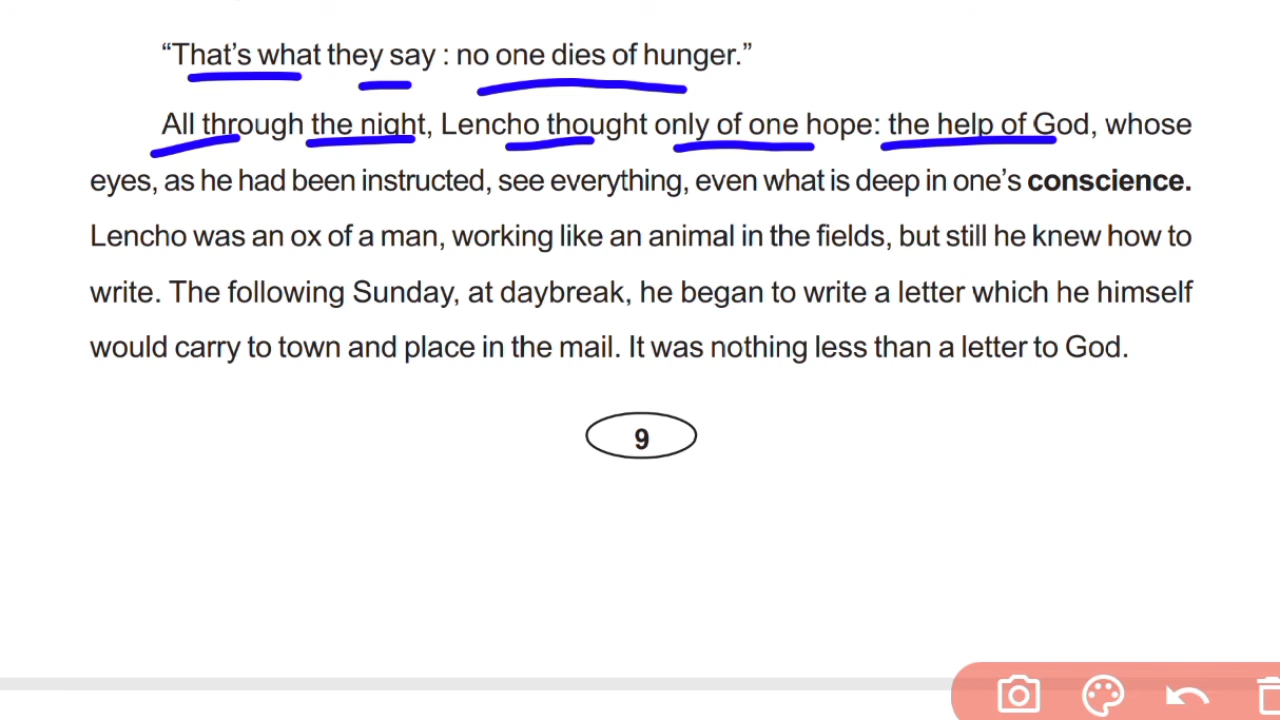 “That’s what they say : no one dies of hunger.”
All through the night, Lencho thought only of one hope: the help of God, whose
eyes, as he had been instructed, see everything, even what is deep in one’s conscience.
Lencho was an ox of a man, working like an animal in the fields, but still he knew how to
write. The following Sunday, at daybreak, he began to write a letter which he himself
would carry to town and place in the mail. It was nothing less than a letter to God.
9